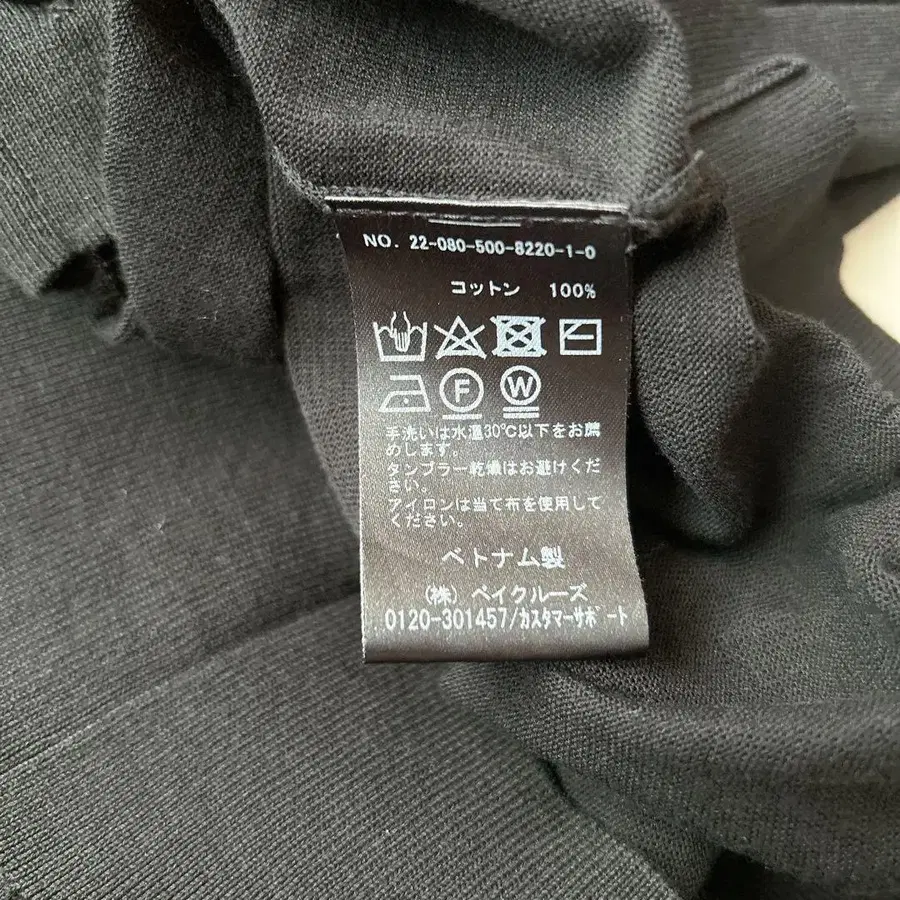 NO. 22-080-500-8220-1-0
コットン 100%
F W
手洗いは水温30℃以下をお薦
めします。
タンブラー乾燥はお避けくだ
さい。
アイロンは当て布を使用して
ください。
ベトナム製
(株) ベイクルーズ
0120-301457/カスタマーサポート